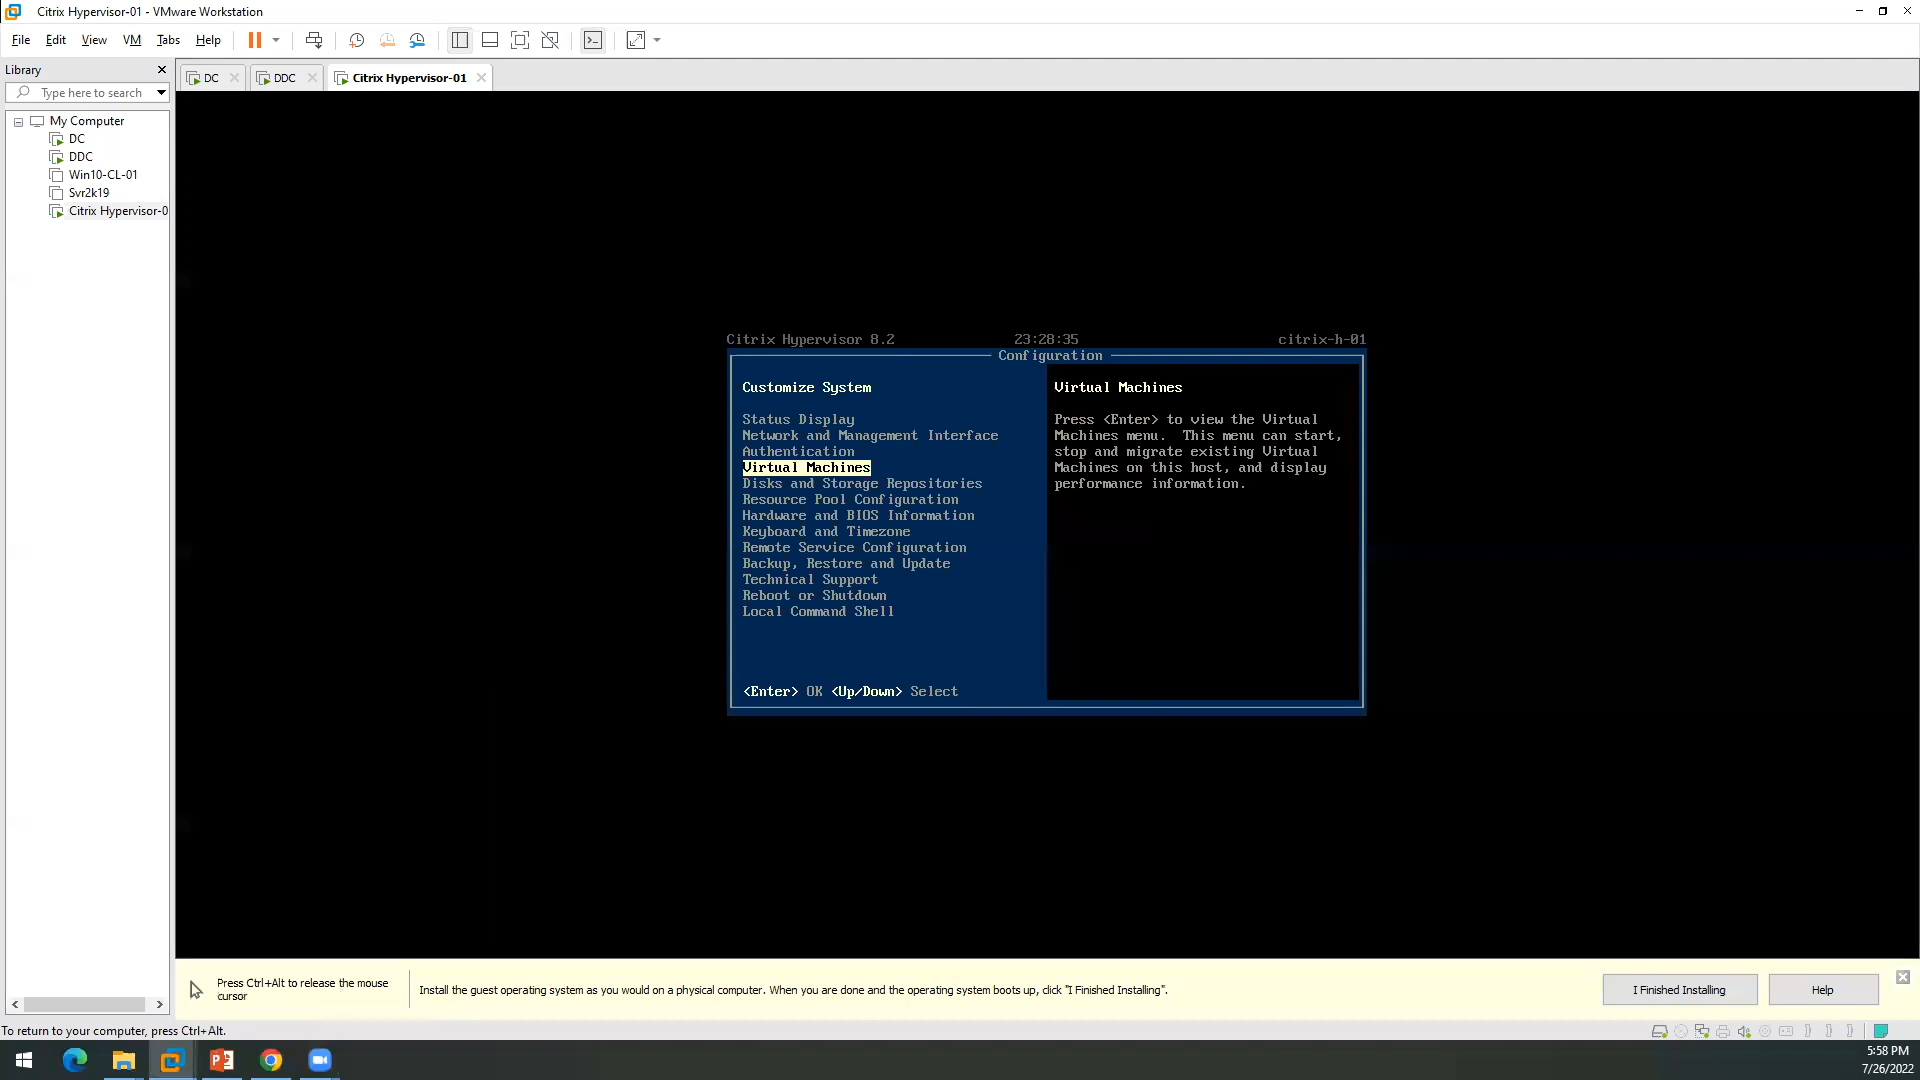 Citrix Hypervisor-01 - VMware Workstation
File Edit View VM Tabs Help
Library
Type here to search
My Computer
DC
DDC
Win10-CL-01
Svr2k19
Citrix Hypervisor-0
DC DDC Citrix Hypervisor-01
Citrix Hypervisor 8.2 23:28:35 citrix-h-01
Configuration
Customize System
Status Display
Network and Management Interface
Authentication
Virtual Machines
Disks and Storage Repositories
Resource Pool Configuration
Hardware and BIOS Information
Keyboard and Timezone
Remote Service Configuration
Backup, Restore and Update
Technical Support
Reboot or Shutdown
Local Command Shell
<Enter> OK <Up/Down> Select
Virtual Machines
Press <Enter> to view the Virtual
Machines menu. This menu can start,
stop and migrate existing Virtual
Machines on this host, and display
performance information.
Press Ctrl+Alt to release the mouse
cursor
Install the guest operating system as you would on a physical computer. When you are done and the operating system boots up, click "I Finished Installing".
I Finished Installing
Help
To return to your computer, press Ctrl+Alt.
5:58 PM
7/26/2022